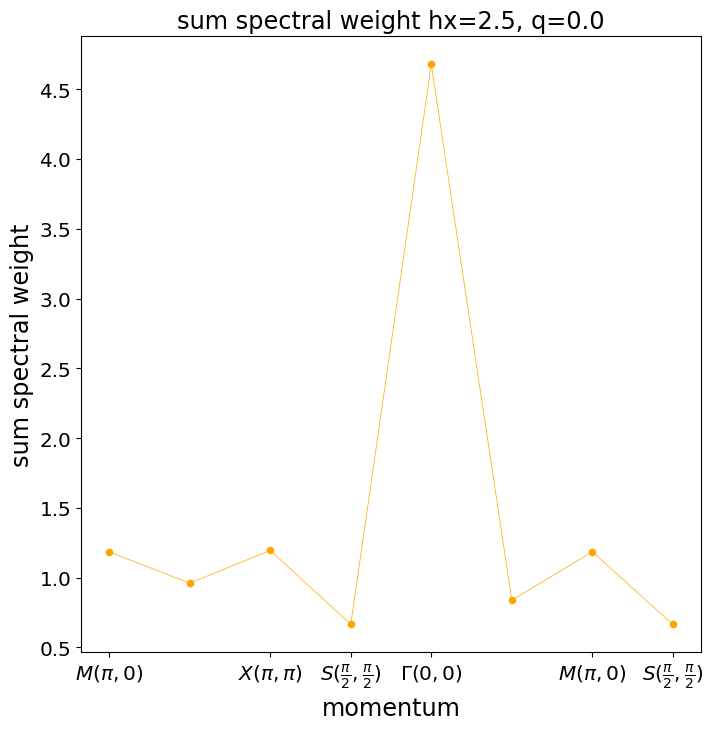 sum spectral weight hx=2.5, q=0.0
sum spectral weight
4.5
4.0
3.5
3.0
2.5
2.0
1.5
1.0
0.5
M(π, 0) X(π, π) S(π/2, π/2) Γ(0, 0) M(π, 0) S(π/2, π/2)
momentum